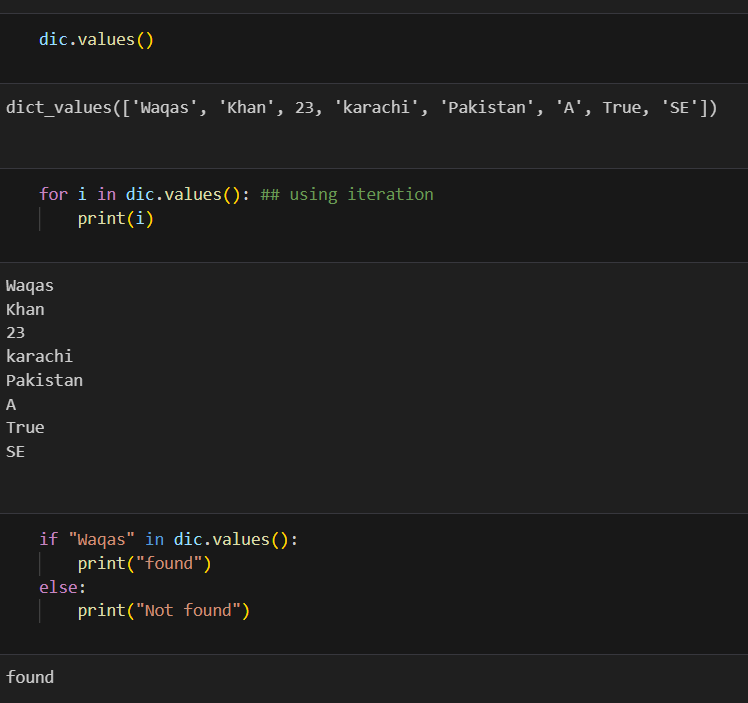 dic.values()
dict_values(['Waqas', 'Khan', 23, 'karachi', 'Pakistan', 'A', True, 'SE'])
for i in dic.values(): ## using iteration
    print(i)
Waqas
Khan
23
karachi
Pakistan
A
True
SE
if "Waqas" in dic.values():
    print("found")
else:
    print("Not found")
found